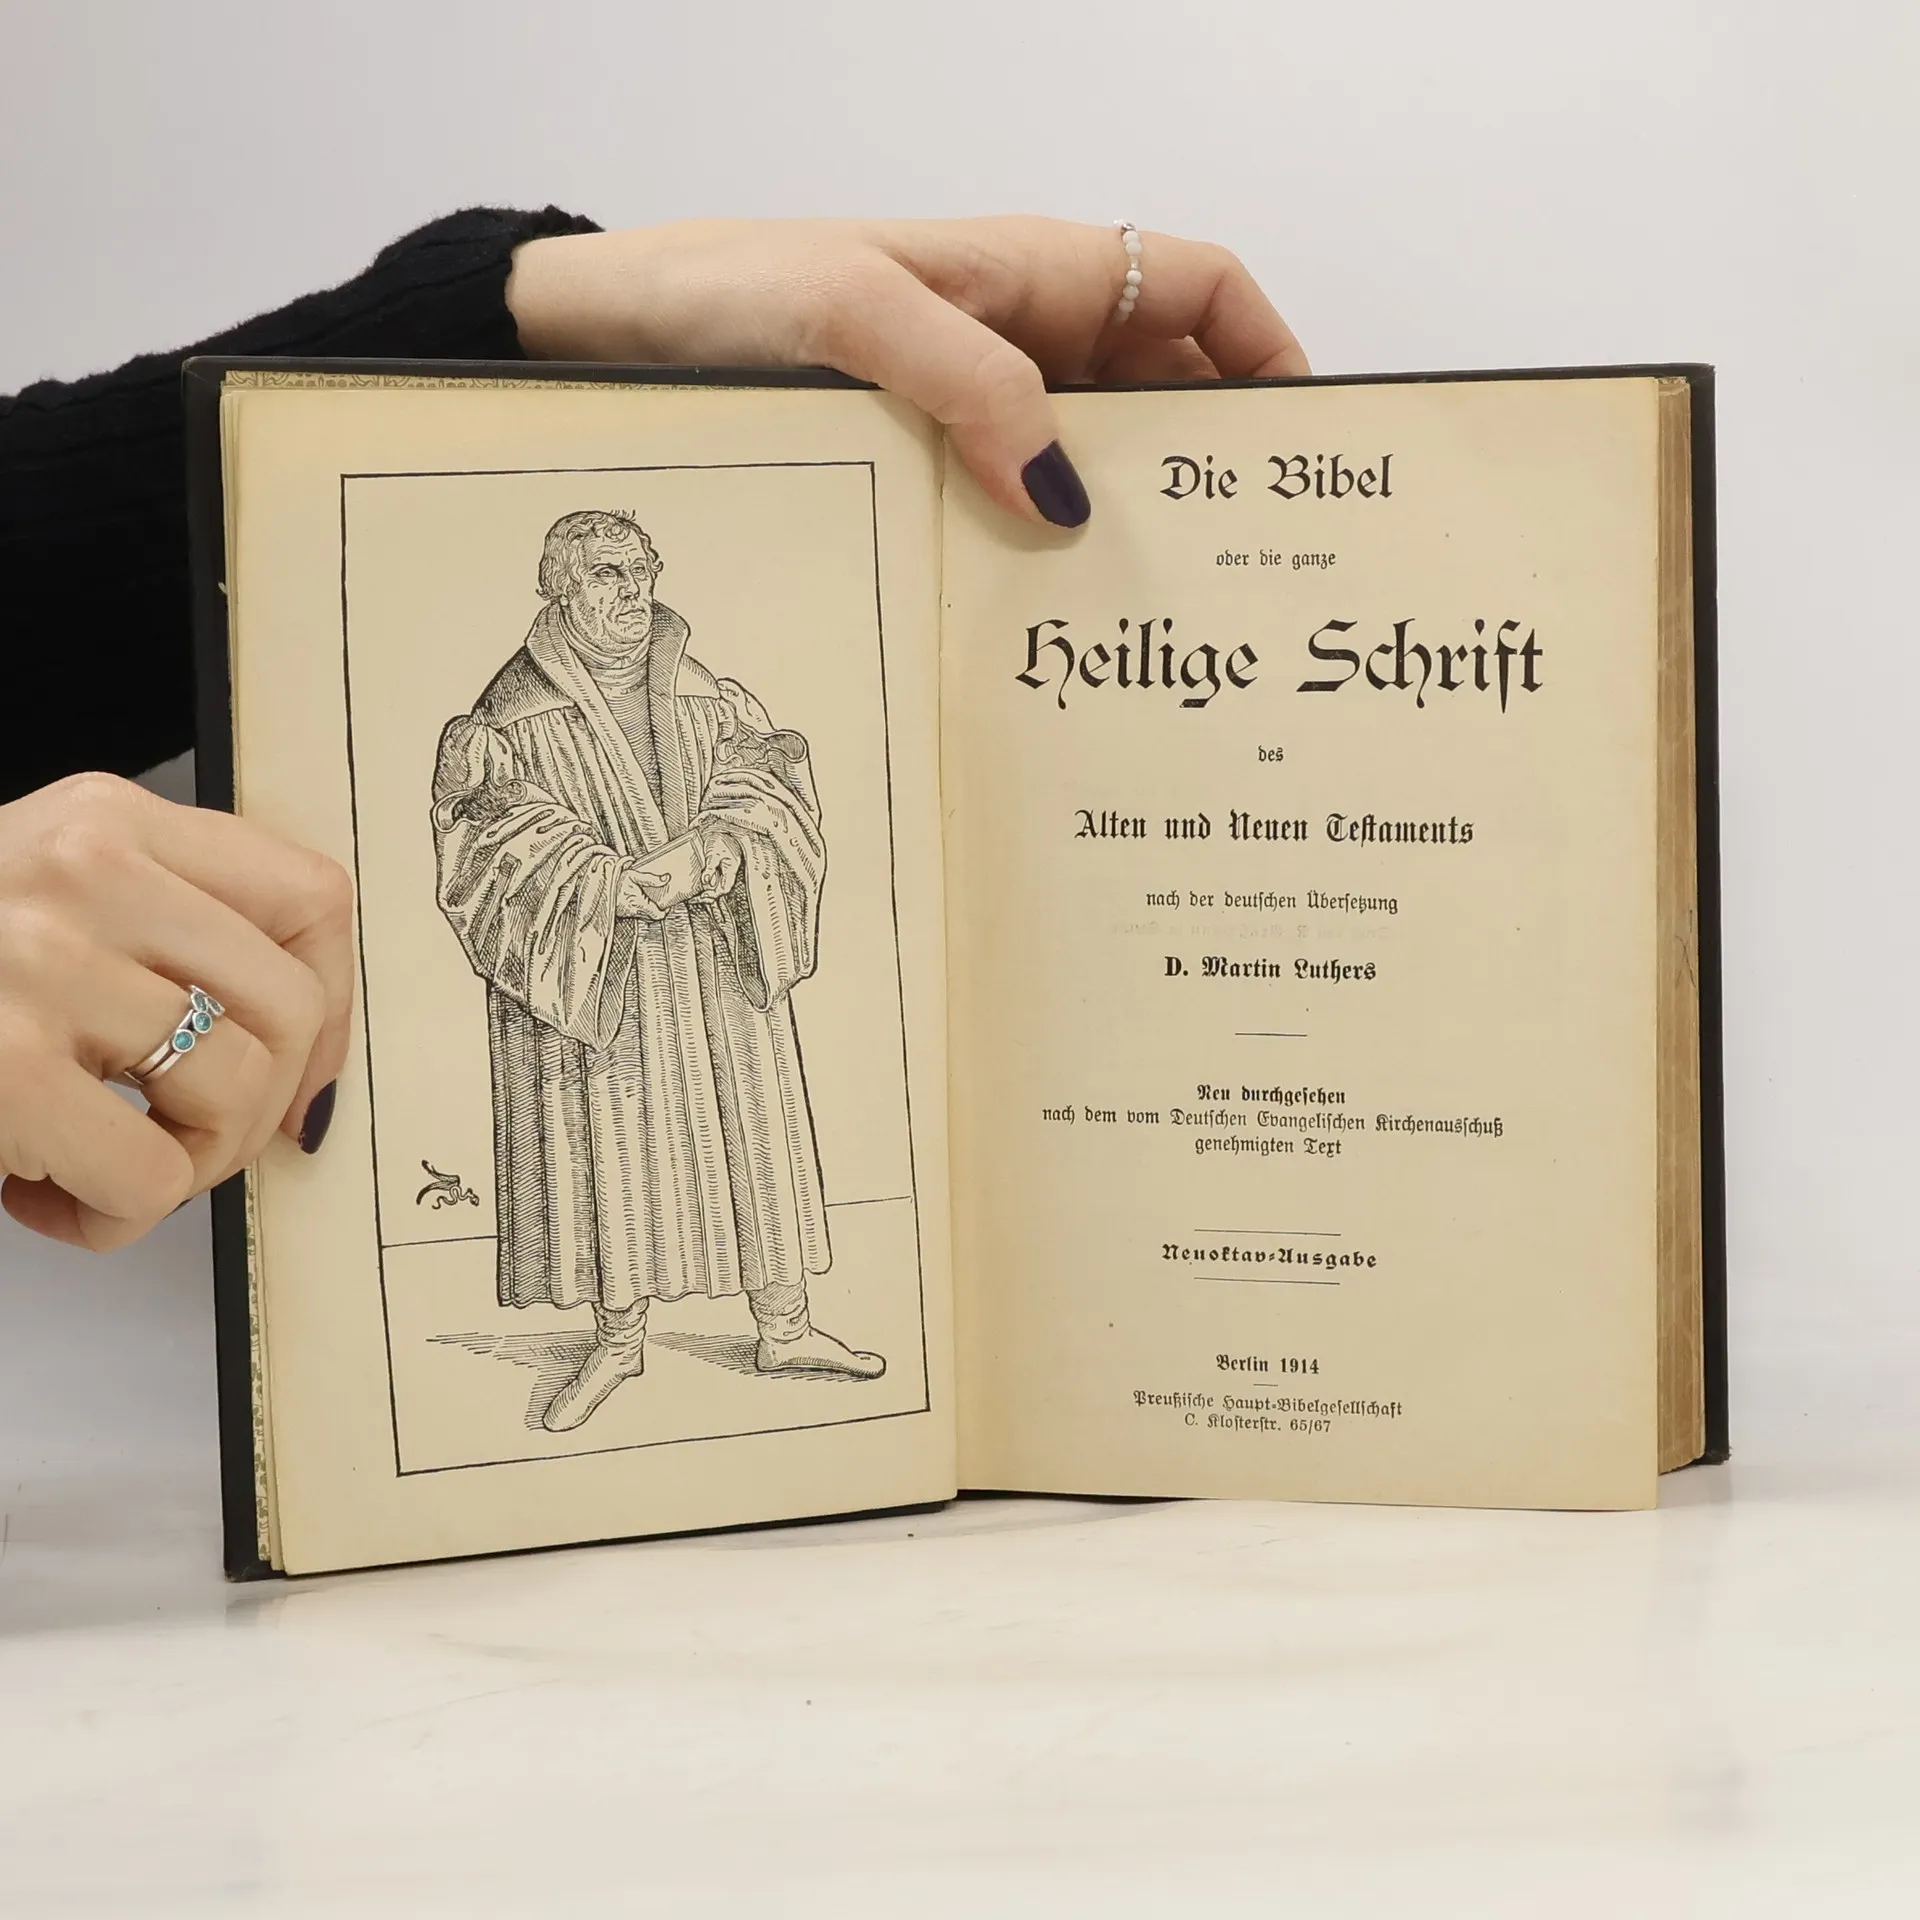 Die Bibel
oder die ganze
Heilige Schrift
des
Alten und Neuen Testaments
nach der deutschen Übersetzung
D. Martin Luthers
Neu durchgesehen
nach dem vom Deutschen Evangelischen Kirchenausschuß
genehmigten Text
Neuoktav-Ausgabe
Berlin 1914
Preußische Haupt-Bibelgesellschaft
C. Klosterstr. 65/67